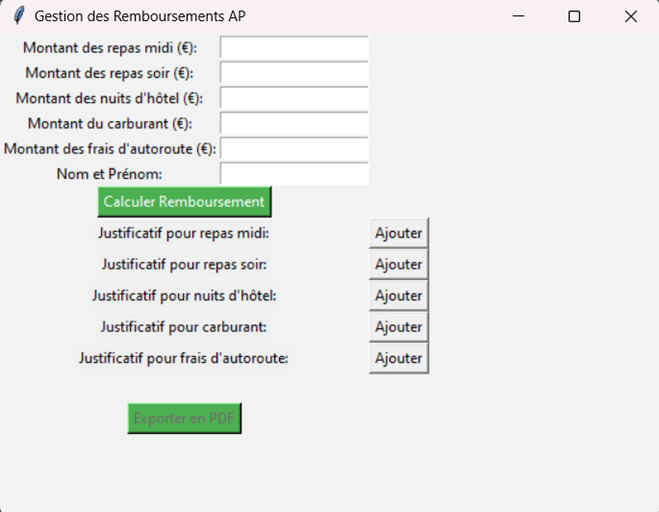 Gestion des Remboursements AP
Montant des repas midi (€):
Montant des repas soir (€):
Montant des nuits d'hôtel (€):
Montant du carburant (€):
Montant des frais d'autoroute (€):
Nom et Prénom:
Calculer Remboursement
Justificatif pour repas midi: Ajouter
Justificatif pour repas soir: Ajouter
Justificatif pour nuits d'hôtel: Ajouter
Justificatif pour carburant: Ajouter
Justificatif pour frais d'autoroute: Ajouter
Exporter en PDF